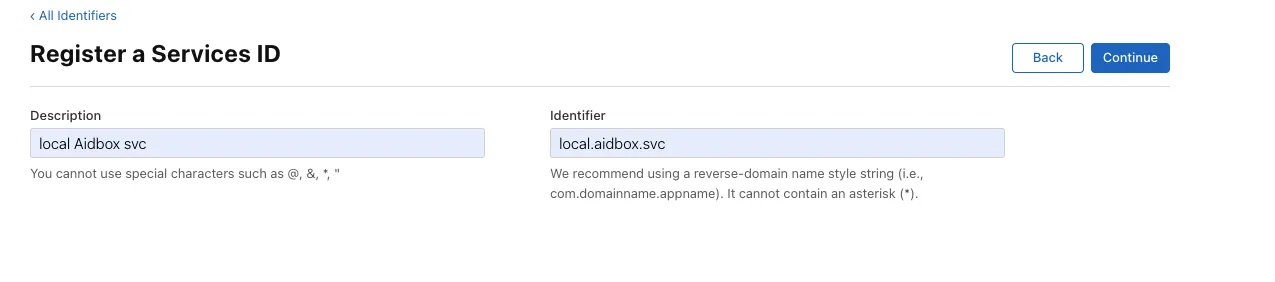 ‹ All Identifiers
Register a Services ID
Back
Continue
Description
Identifier
local Aidbox svc
local.aidbox.svc
You cannot use special characters such as @, &, *, "
We recommend using a reverse-domain name style string (i.e.,
com.domainname.appname). It cannot contain an asterisk (*).